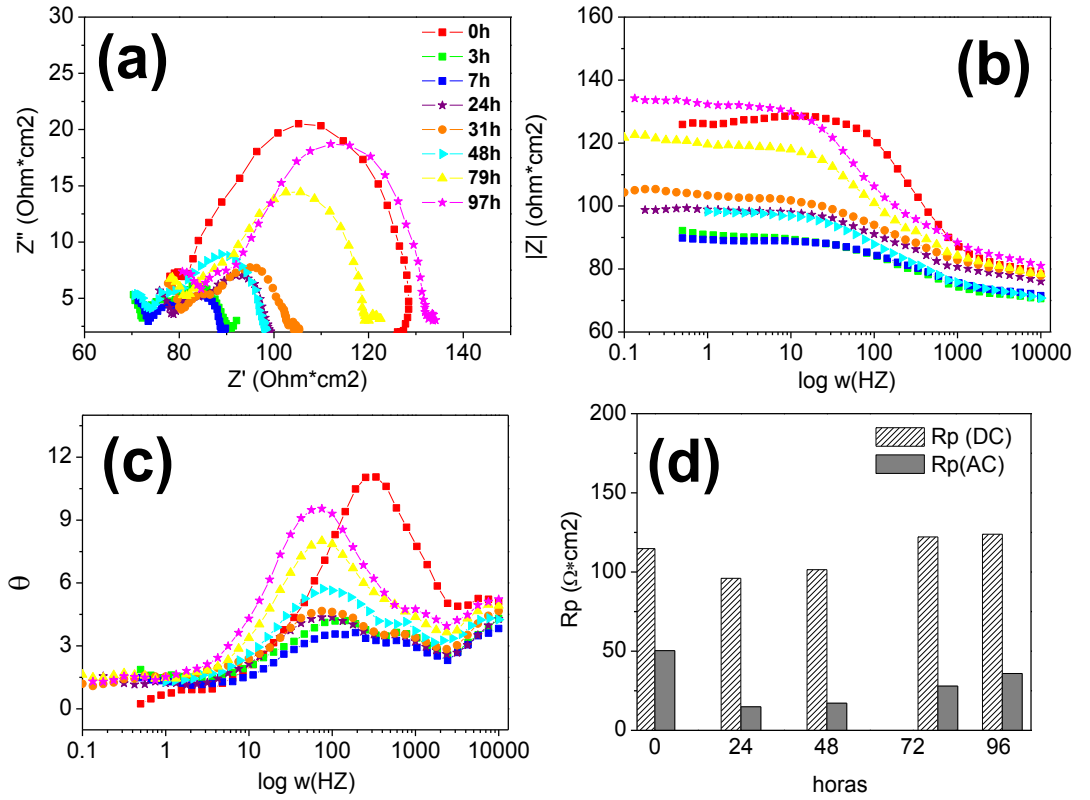 (a)
30
25
20
15
10
5
Z'' (Ohm*cm2)
60 80 100 120 140
Z' (Ohm*cm2)
0h
3h
7h
24h
31h
48h
79h
97h
(b)
160
140
120
100
80
60
|Z| (ohm*cm2)
0.1 1 10 100 1000 10000
log w(HZ)
(c)
12
9
6
3
0
θ
0.1 1 10 100 1000 10000
log w(HZ)
(d)
200
150
100
50
0
Rp (Ω*cm2)
Rp (DC)
Rp(AC)
0 24 48 72 96
horas